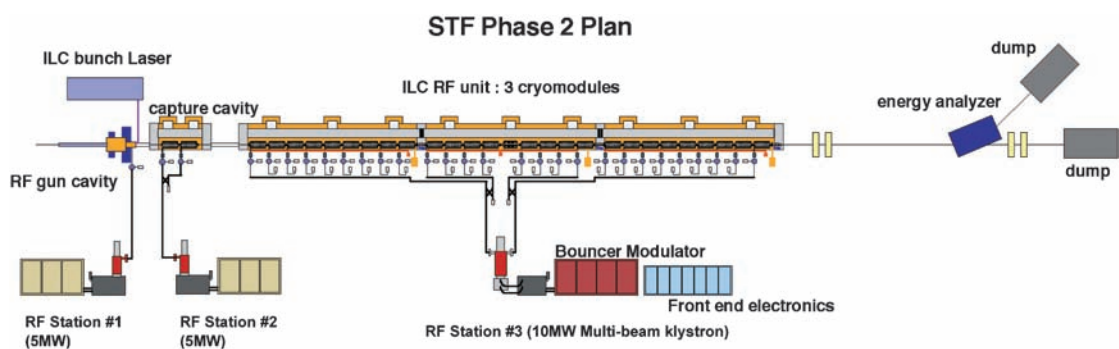 STF Phase 2 Plan
ILC bunch Laser
dump
ILC RF unit : 3 cryomodules
capture cavity
energy analyzer
RF gun cavity
dump
Bouncer Modulator
Front end electronics
RF Station #1
(5MW)
RF Station #2
(5MW)
RF Station #3 (10MW Multi-beam klystron)